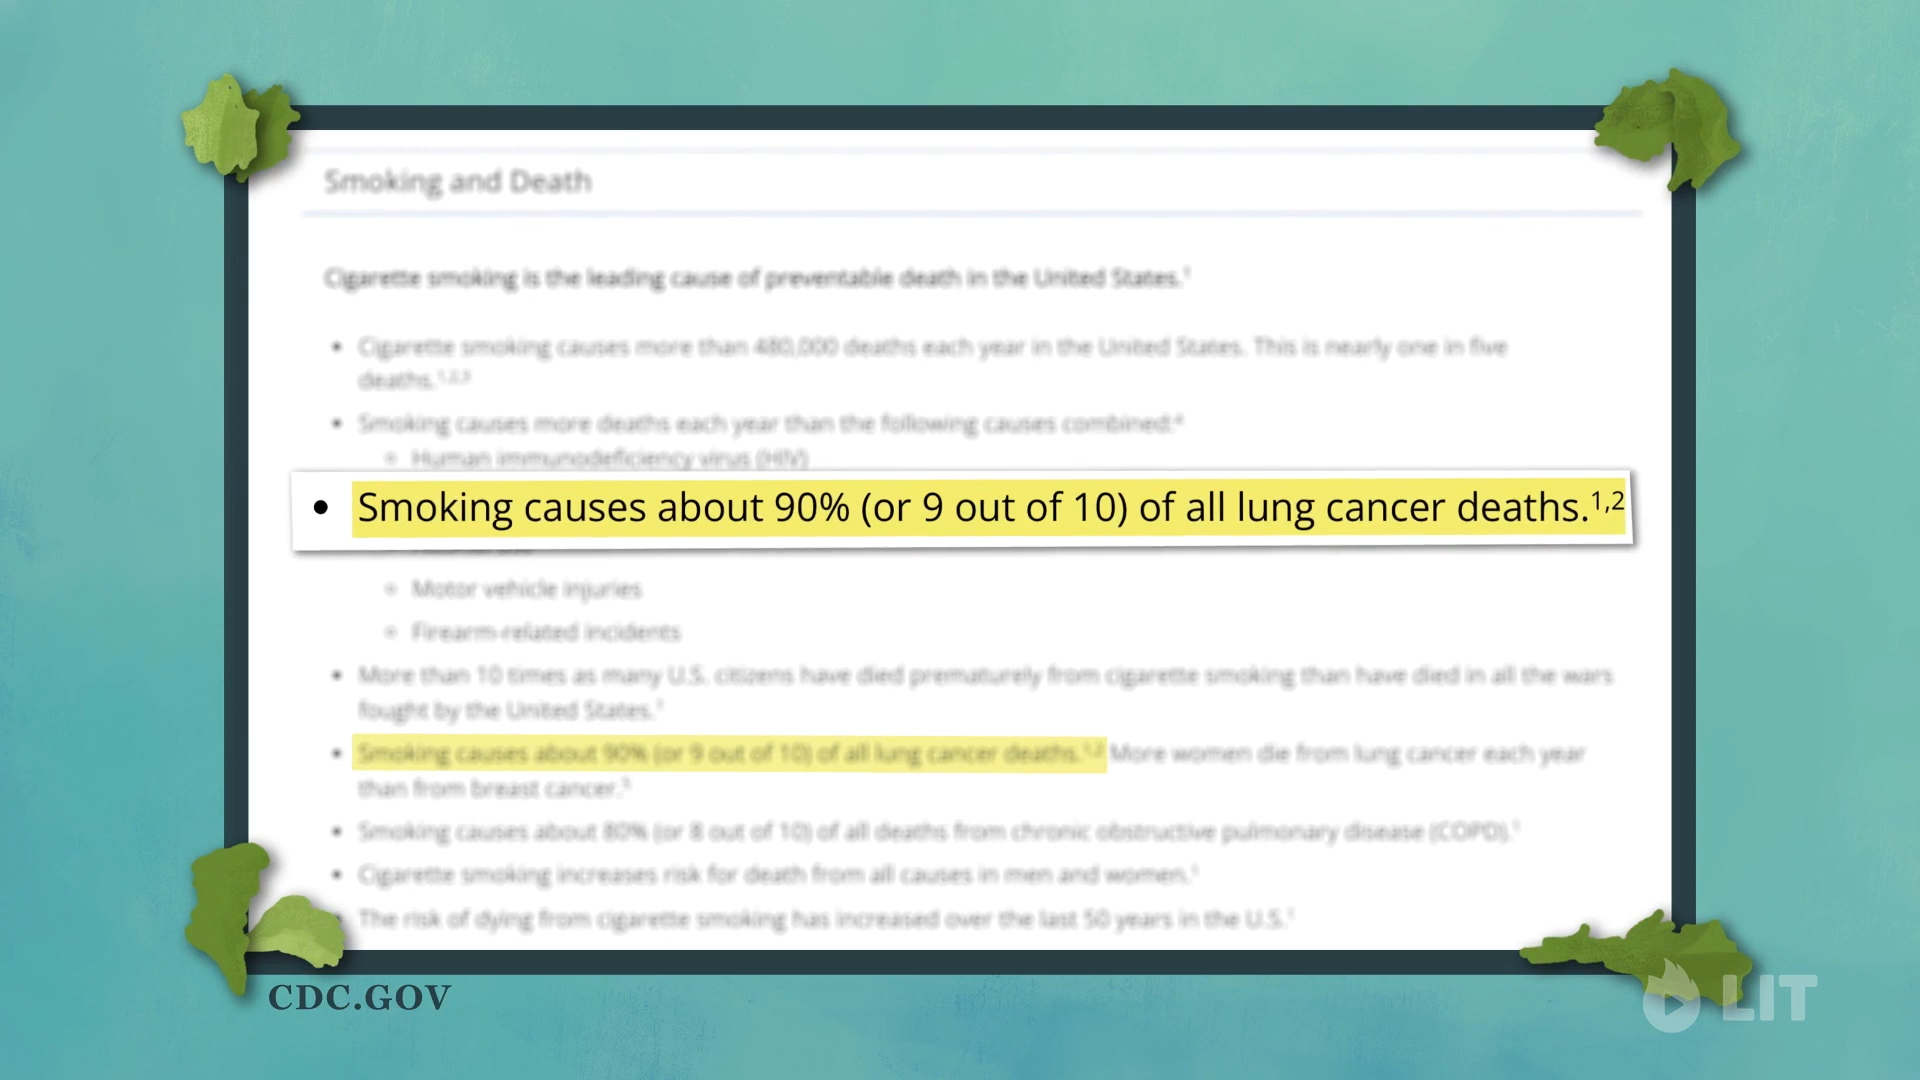 Smoking and Death
Cigarette smoking is the leading cause of preventable death in the United States.¹
• Cigarette smoking causes more than 480,000 deaths each year in the United States. This is nearly one in five
deaths.¹,²,³
• Smoking causes more deaths each year than the following causes combined:⁴
◦ Human immunodeficiency virus (HIV)
• Smoking causes about 90% (or 9 out of 10) of all lung cancer deaths.¹,²
◦ Motor vehicle injuries
◦ Firearm-related incidents
• More than 10 times as many U.S. citizens have died prematurely from cigarette smoking than have died in all the wars
fought by the United States.¹
• Smoking causes about 90% (or 9 out of 10) of all lung cancer deaths.¹,² More women die from lung cancer each year
than from breast cancer.⁵
• Smoking causes about 80% (or 8 out of 10) of all deaths from chronic obstructive pulmonary disease (COPD).¹
• Cigarette smoking increases risk for death from all causes in men and women.¹
• The risk of dying from cigarette smoking has increased over the last 50 years in the U.S.¹
CDC.GOV
LIT